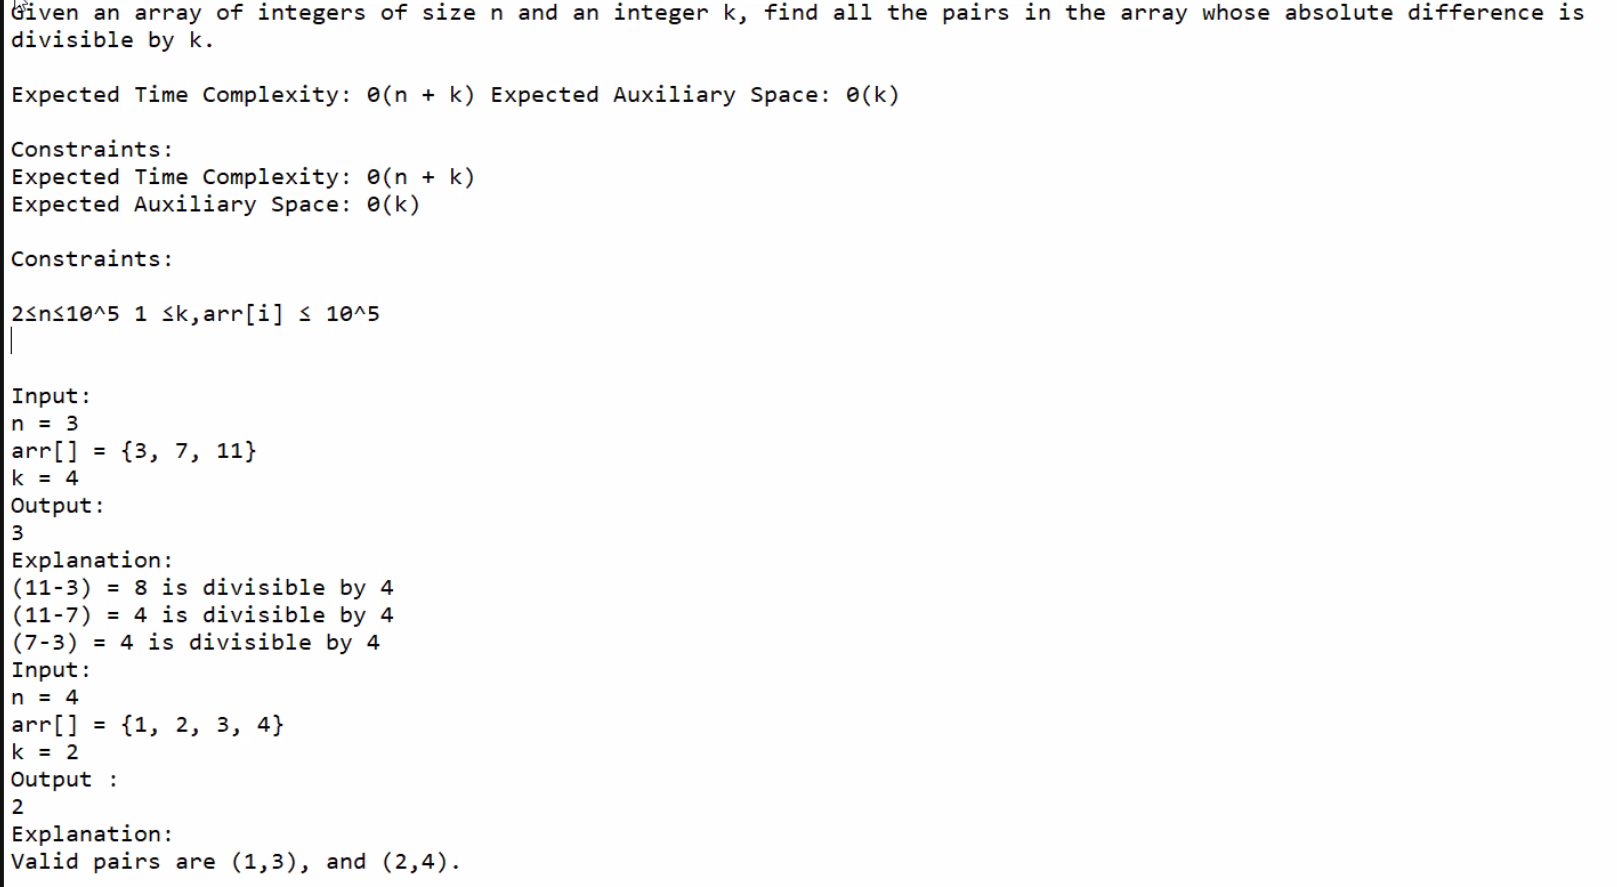 Given an array of integers of size n and an integer k, find all the pairs in the array whose absolute difference is
divisible by k.
Expected Time Complexity: 0(n + k) Expected Auxiliary Space: 0(k)
Constraints:
Expected Time Complexity: 0(n + k)
Expected Auxiliary Space: 0(k)
Constraints:
2≤n≤10^5 1 ≤k,arr[i] ≤ 10^5
Input:
n = 3
arr[] = {3, 7, 11}
k = 4
Output:
3
Explanation:
(11-3) = 8 is divisible by 4
(11-7) = 4 is divisible by 4
(7-3) = 4 is divisible by 4
Input:
n = 4
arr[] = {1, 2, 3, 4}
k = 2
Output :
2
Explanation:
Valid pairs are (1,3), and (2,4).